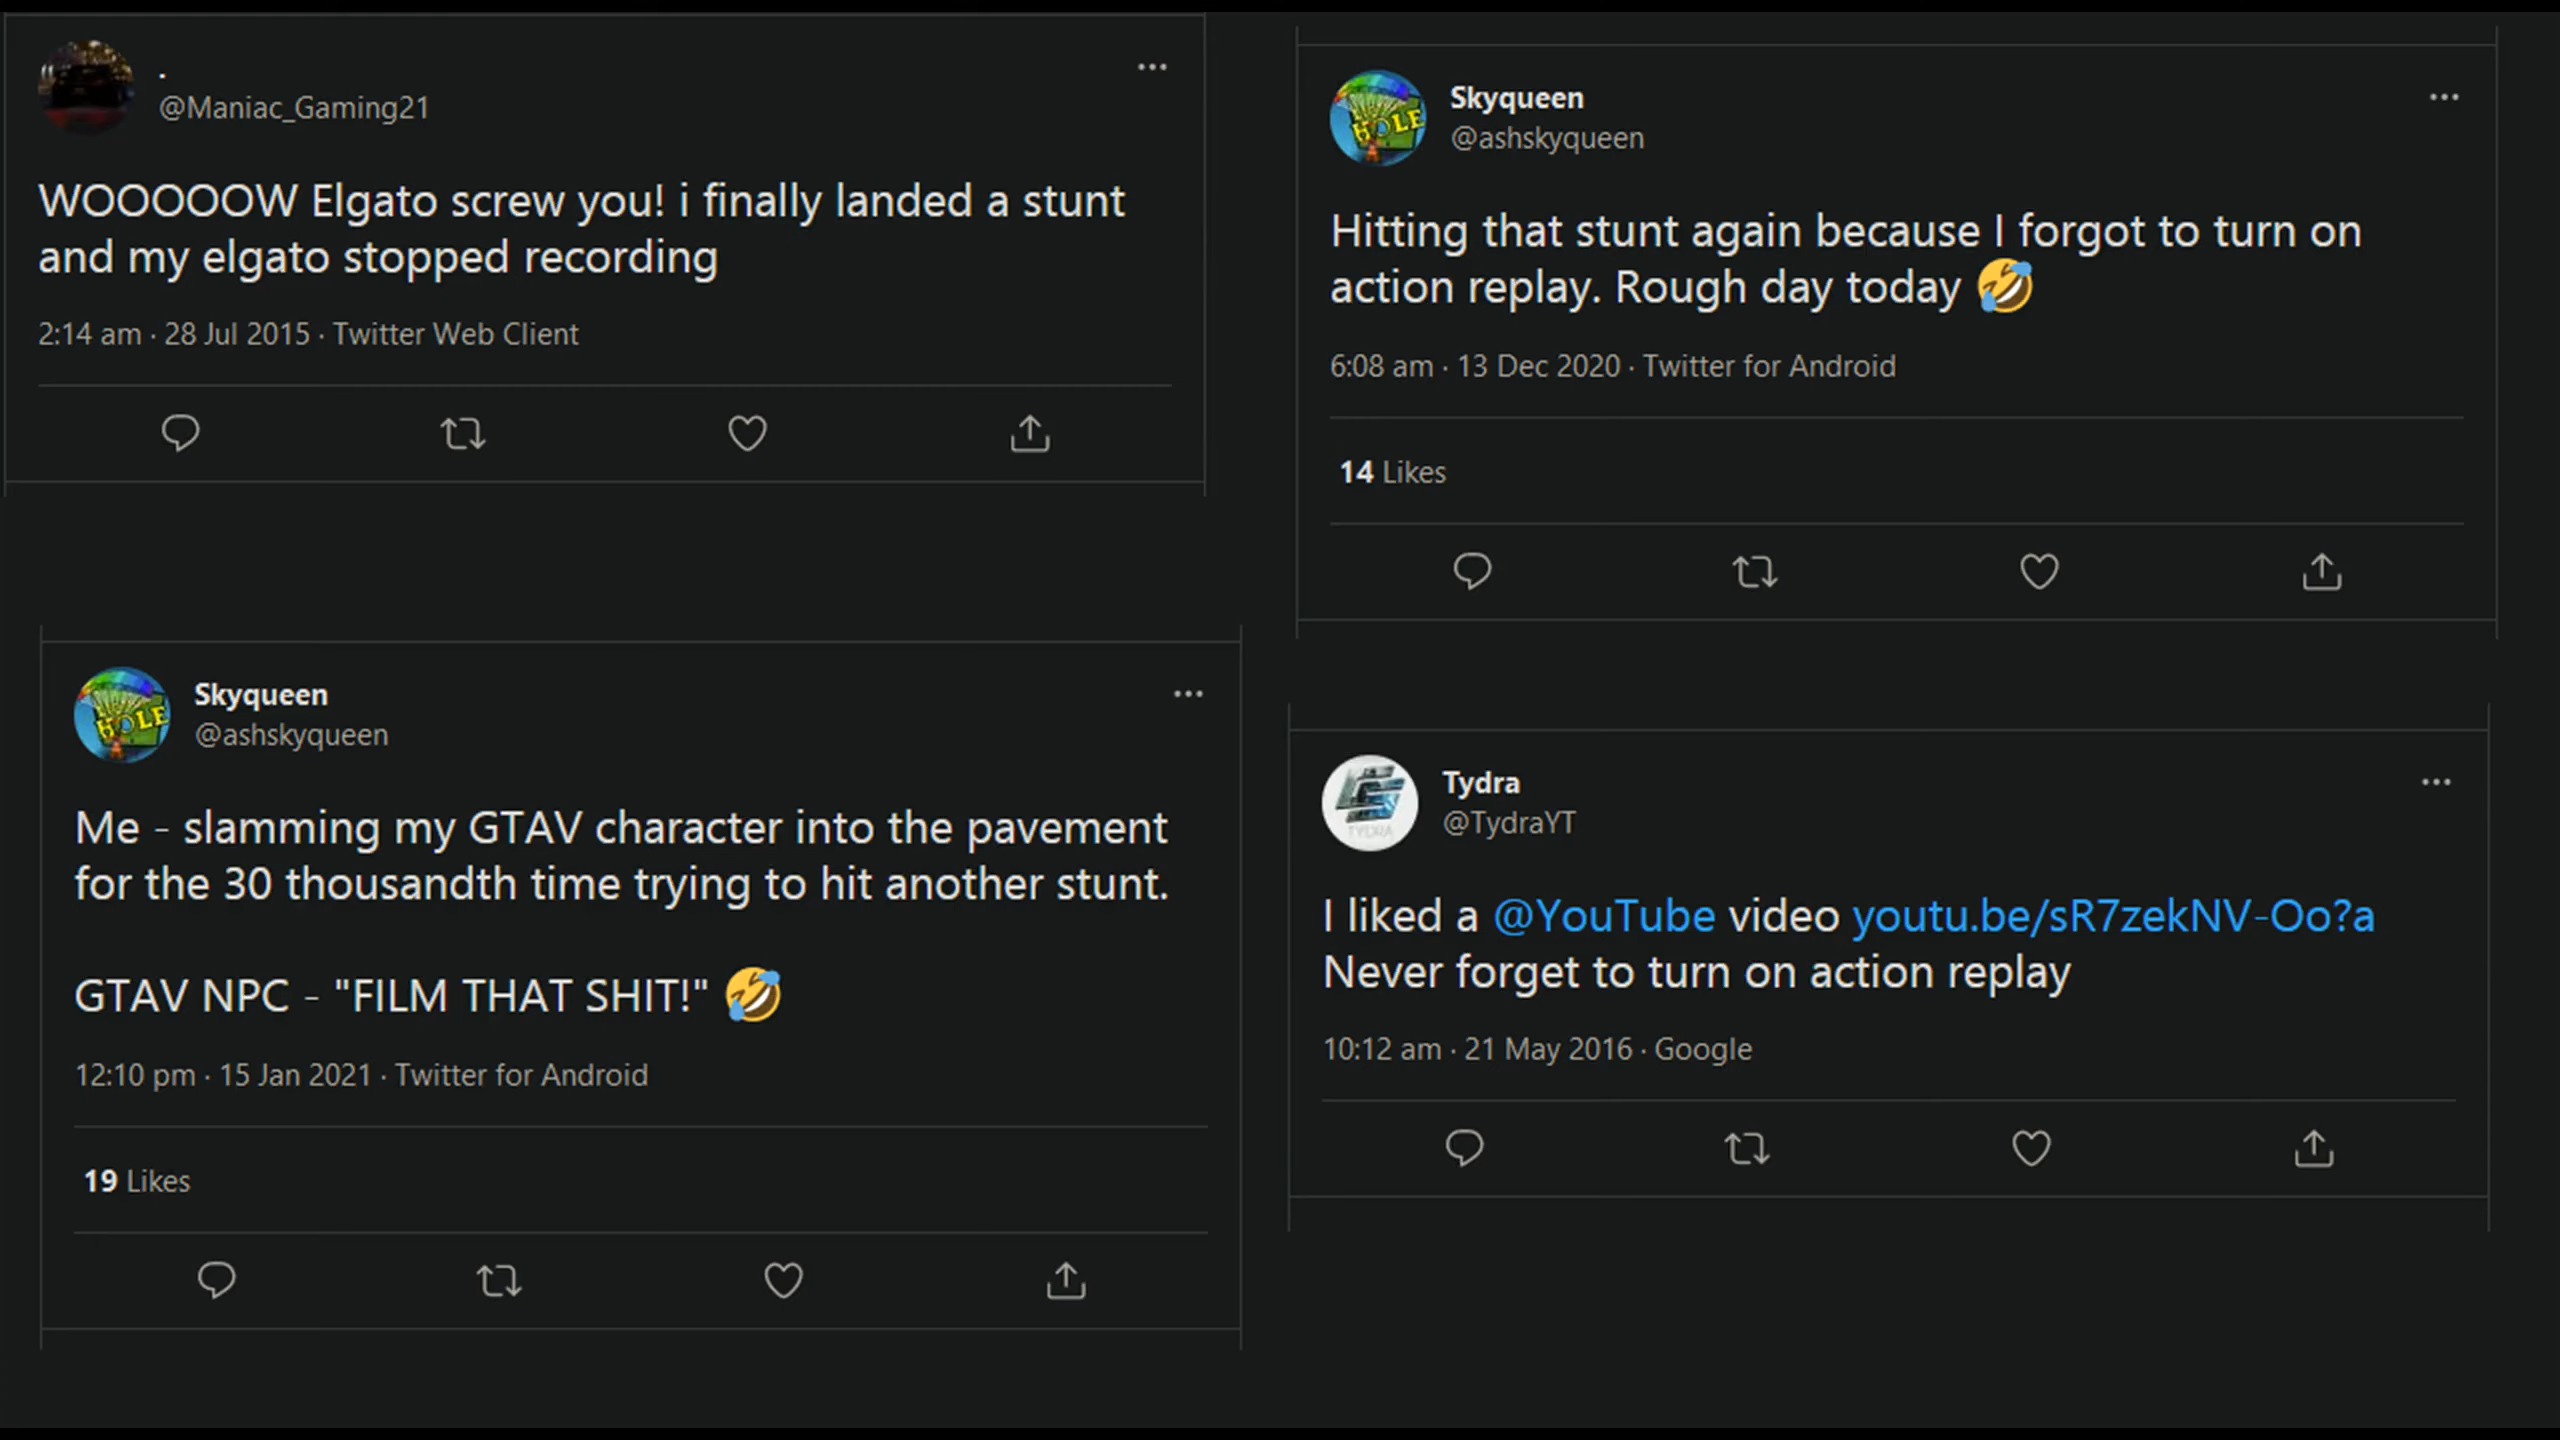 .
@Maniac_Gaming21
WOOOOOW Elgato screw you! i finally landed a stunt
and my elgato stopped recording
2:14 am · 28 Jul 2015 · Twitter Web Client
HOLE
Skyqueen
@ashskyqueen
Hitting that stunt again because I forgot to turn on
action replay. Rough day today 🤣
6:08 am · 13 Dec 2020 · Twitter for Android
14 Likes
HOLE
Skyqueen
@ashskyqueen
Me - slamming my GTAV character into the pavement
for the 30 thousandth time trying to hit another stunt.
GTAV NPC - "FILM THAT SHIT!" 🤣
12:10 pm · 15 Jan 2021 · Twitter for Android
19 Likes
TYDRA
Tydra
@TydraYT
I liked a @YouTube video youtu.be/sR7zekNV-Oo?a
Never forget to turn on action replay
10:12 am · 21 May 2016 · Google